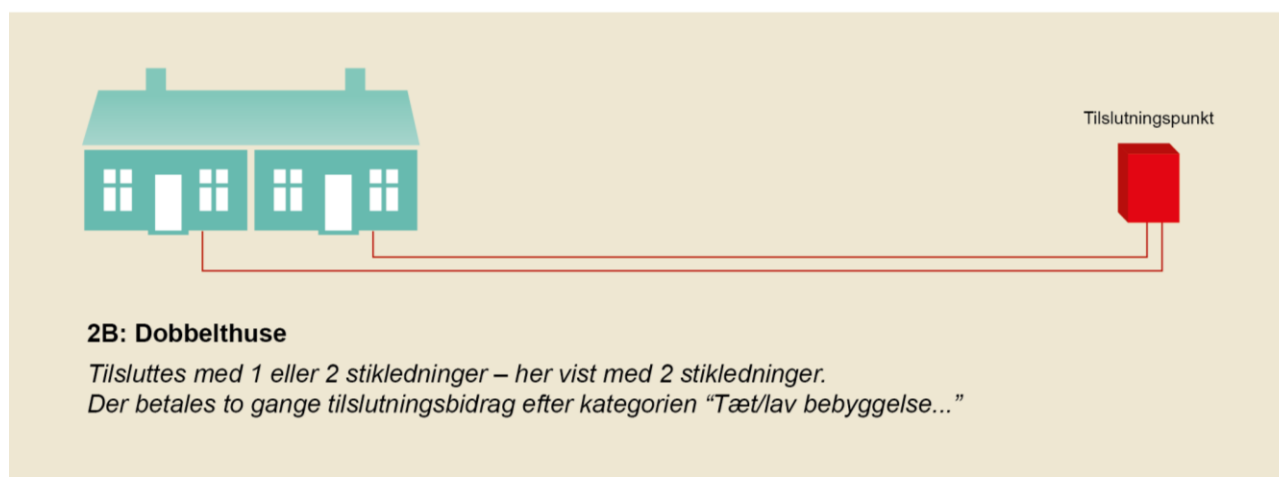 Tilslutningspunkt
2B: Dobbelthuse
Tilsluttes med 1 eller 2 stikledninger – her vist med 2 stikledninger.
Der betales to gange tilslutningsbidrag efter kategorien “Tæt/lav bebyggelse...”